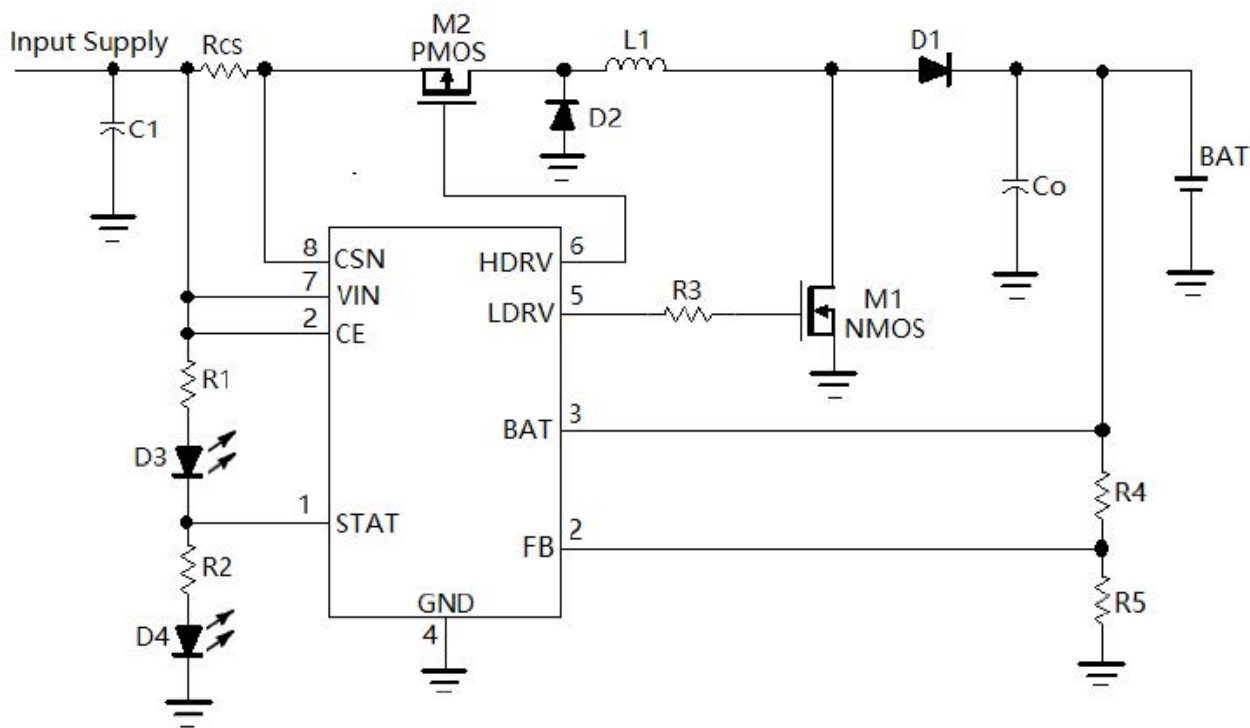 Input Supply
Rcs
M2
PMOS
L1
D1
C1
D2
Co
BAT
8
CSN
7
VIN
2
CE
HDRV
6
LDRV
5
R3
M1
NMOS
R1
D3
BAT
3
1
STAT
R4
FB
2
R2
GND
4
D4
R5